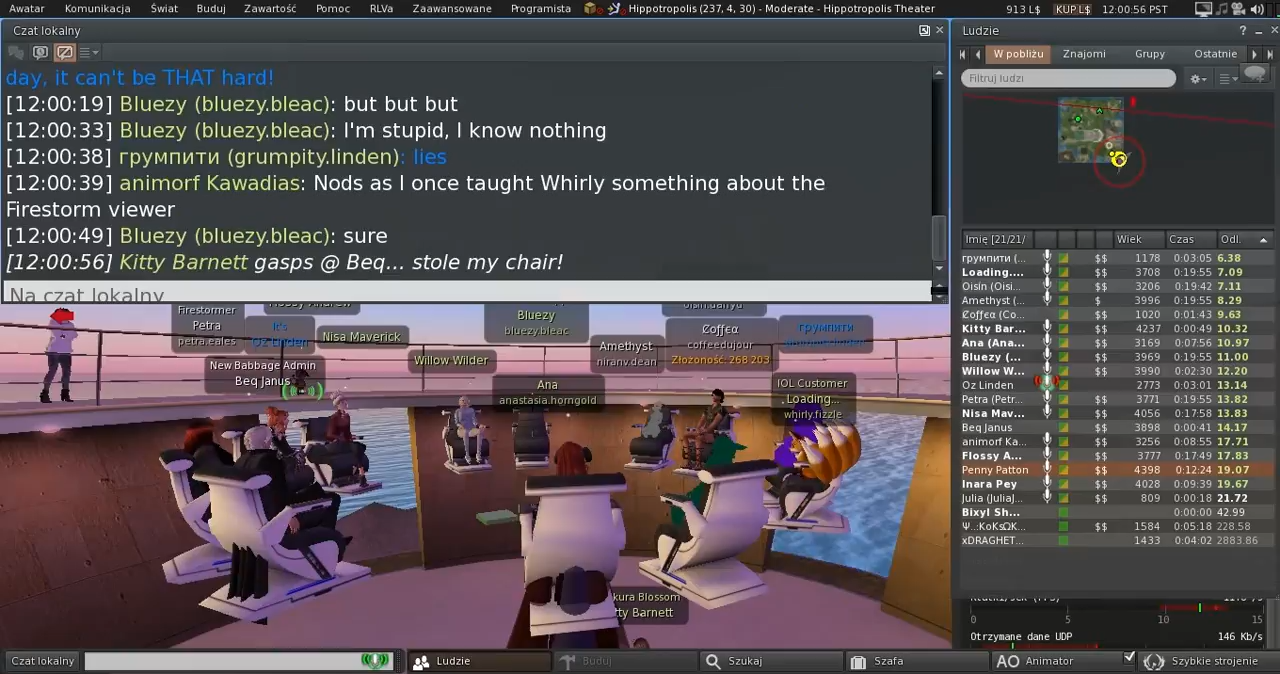 Awatar Komunikacja Świat Buduj Zawartość Pomoc RLVa Zaawansowane Programista Hippotropolis (237, 4, 30) - Moderate - Hippotropolis Theater 913 L$ KUP L$ 12:00:56 PST
Czat lokalny
day, it can't be THAT hard!
[12:00:19] Bluezy (bluezy.bleac): but but but
[12:00:33] Bluezy (bluezy.bleac): I'm stupid, I know nothing
[12:00:38] грумпити (grumpity.linden): lies
[12:00:39] animorf Kawadias: Nods as I once taught Whirly something about the
Firestorm viewer
[12:00:49] Bluezy (bluezy.bleac): sure
[12:00:56] Kitty Barnett gasps @ Beq... stole my chair!
Na czat lokalny
Firestormer
Petra
petra.eales
It's
Oz Linden
Nisa Maverick
New Babbage Admin
Beq Janus
Willow Wilder
Bluezy
bluezy.bleac
Ana
anastasia.horngold
Amethyst
niranv.dean
Coffєα
coffeedujour
Złożoność: 268 203
грумпити
IOL Customer
.Loading...
whirly.fizzle
kura Blossom
tty Barnett
Ludzie
W pobliżu Znajomi Grupy Ostatnie
Filtruj ludzi
Imię [21/21/ Wiek Czas Odl.
грумпити (... $$ 1178 0:03:05 6.38
Loading.... $$ 3708 0:19:55 7.09
Oisín (Oisi... $$ 3206 0:19:42 7.11
Amethyst (... $ 3996 0:19:55 8.29
Coffєα (Co... $$ 1020 0:01:43 9.63
Kitty Bar... $$ 4237 0:00:49 10.32
Ana (Ana... $$ 3169 0:07:56 10.97
Bluezy (... $$ 3969 0:19:55 11.00
Willow W... $$ 3990 0:02:30 12.20
Oz Linden 2773 0:03:01 13.14
Petra (Petr... $$ 3771 0:19:55 13.82
Nisa Mav... $$ 4056 0:17:58 13.83
Beq Janus $$ 3898 0:00:41 14.17
animorf Ka... $$ 3256 0:08:55 17.71
Flossy A... $$ 3777 0:17:49 17.83
Penny Patton $$ 4398 0:12:24 19.07
Inara Pey $$ 4028 0:09:39 19.67
Julia (JuliaJ... $$ 809 0:00:18 21.72
Bixyl Sh... 0:00:00 42.99
Ψ..:KoKsΩK... $$ 1584 0:05:18 228.58
xDRAGHET... 1433 0:04:02 2883.86
0 5 10 15
Otrzymane dane UDP 146 Kb/s
Czat lokalny Ludzie Buduj Szukaj Szafa AO Animator Szybkie strojenie